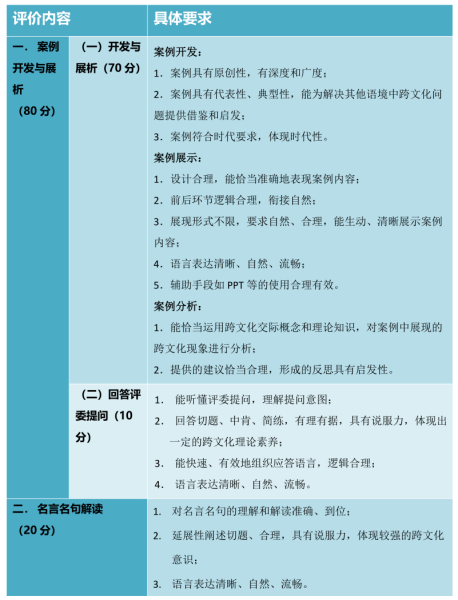 评价内容
具体要求
一. 案例
开发与展
析
(80 分)
(一) 开发与
展析 (70 分)
案例开发:
1. 案例具有原创性，有深度和广度;
2. 案例具有代表性、典型性，能为解决其他语境中跨文化问
题提供借鉴和启发;
3. 案例符合时代要求，体现时代性。
案例展示:
1. 设计合理，能恰当准确地表现案例内容;
2. 前后环节逻辑合理，衔接自然;
3. 展现形式不限，要求自然、合理，能生动、清晰展示案例
内容;
4. 语言表达清晰、自然、流畅。
5. 辅助手段如 PPT 等的使用合理有效。
案例分析:
1. 能恰当运用跨文化交际概念和理论知识，对案例中展现的
跨文化现象进行分析;
2. 提供的建议恰当合理，形成的反思具有启发性。
(二) 回答评
委提问 (10
分)
1. 能听懂评委提问，理解提问意图;
2. 回答切题、中肯、简练，有理有据，具有说服力，体现出
一定的跨文化理论素养;
3. 能快速、有效地组织应答语言，逻辑合理;
4. 语言表达清晰、自然、流畅。
二. 名言名句解读
(20 分)
1. 对名言名句的理解和解读准确、到位;
2. 延展性阐述切题、合理，具有说服力，体现较强的跨文化
意识;
3. 语言表达清晰、自然、流畅。